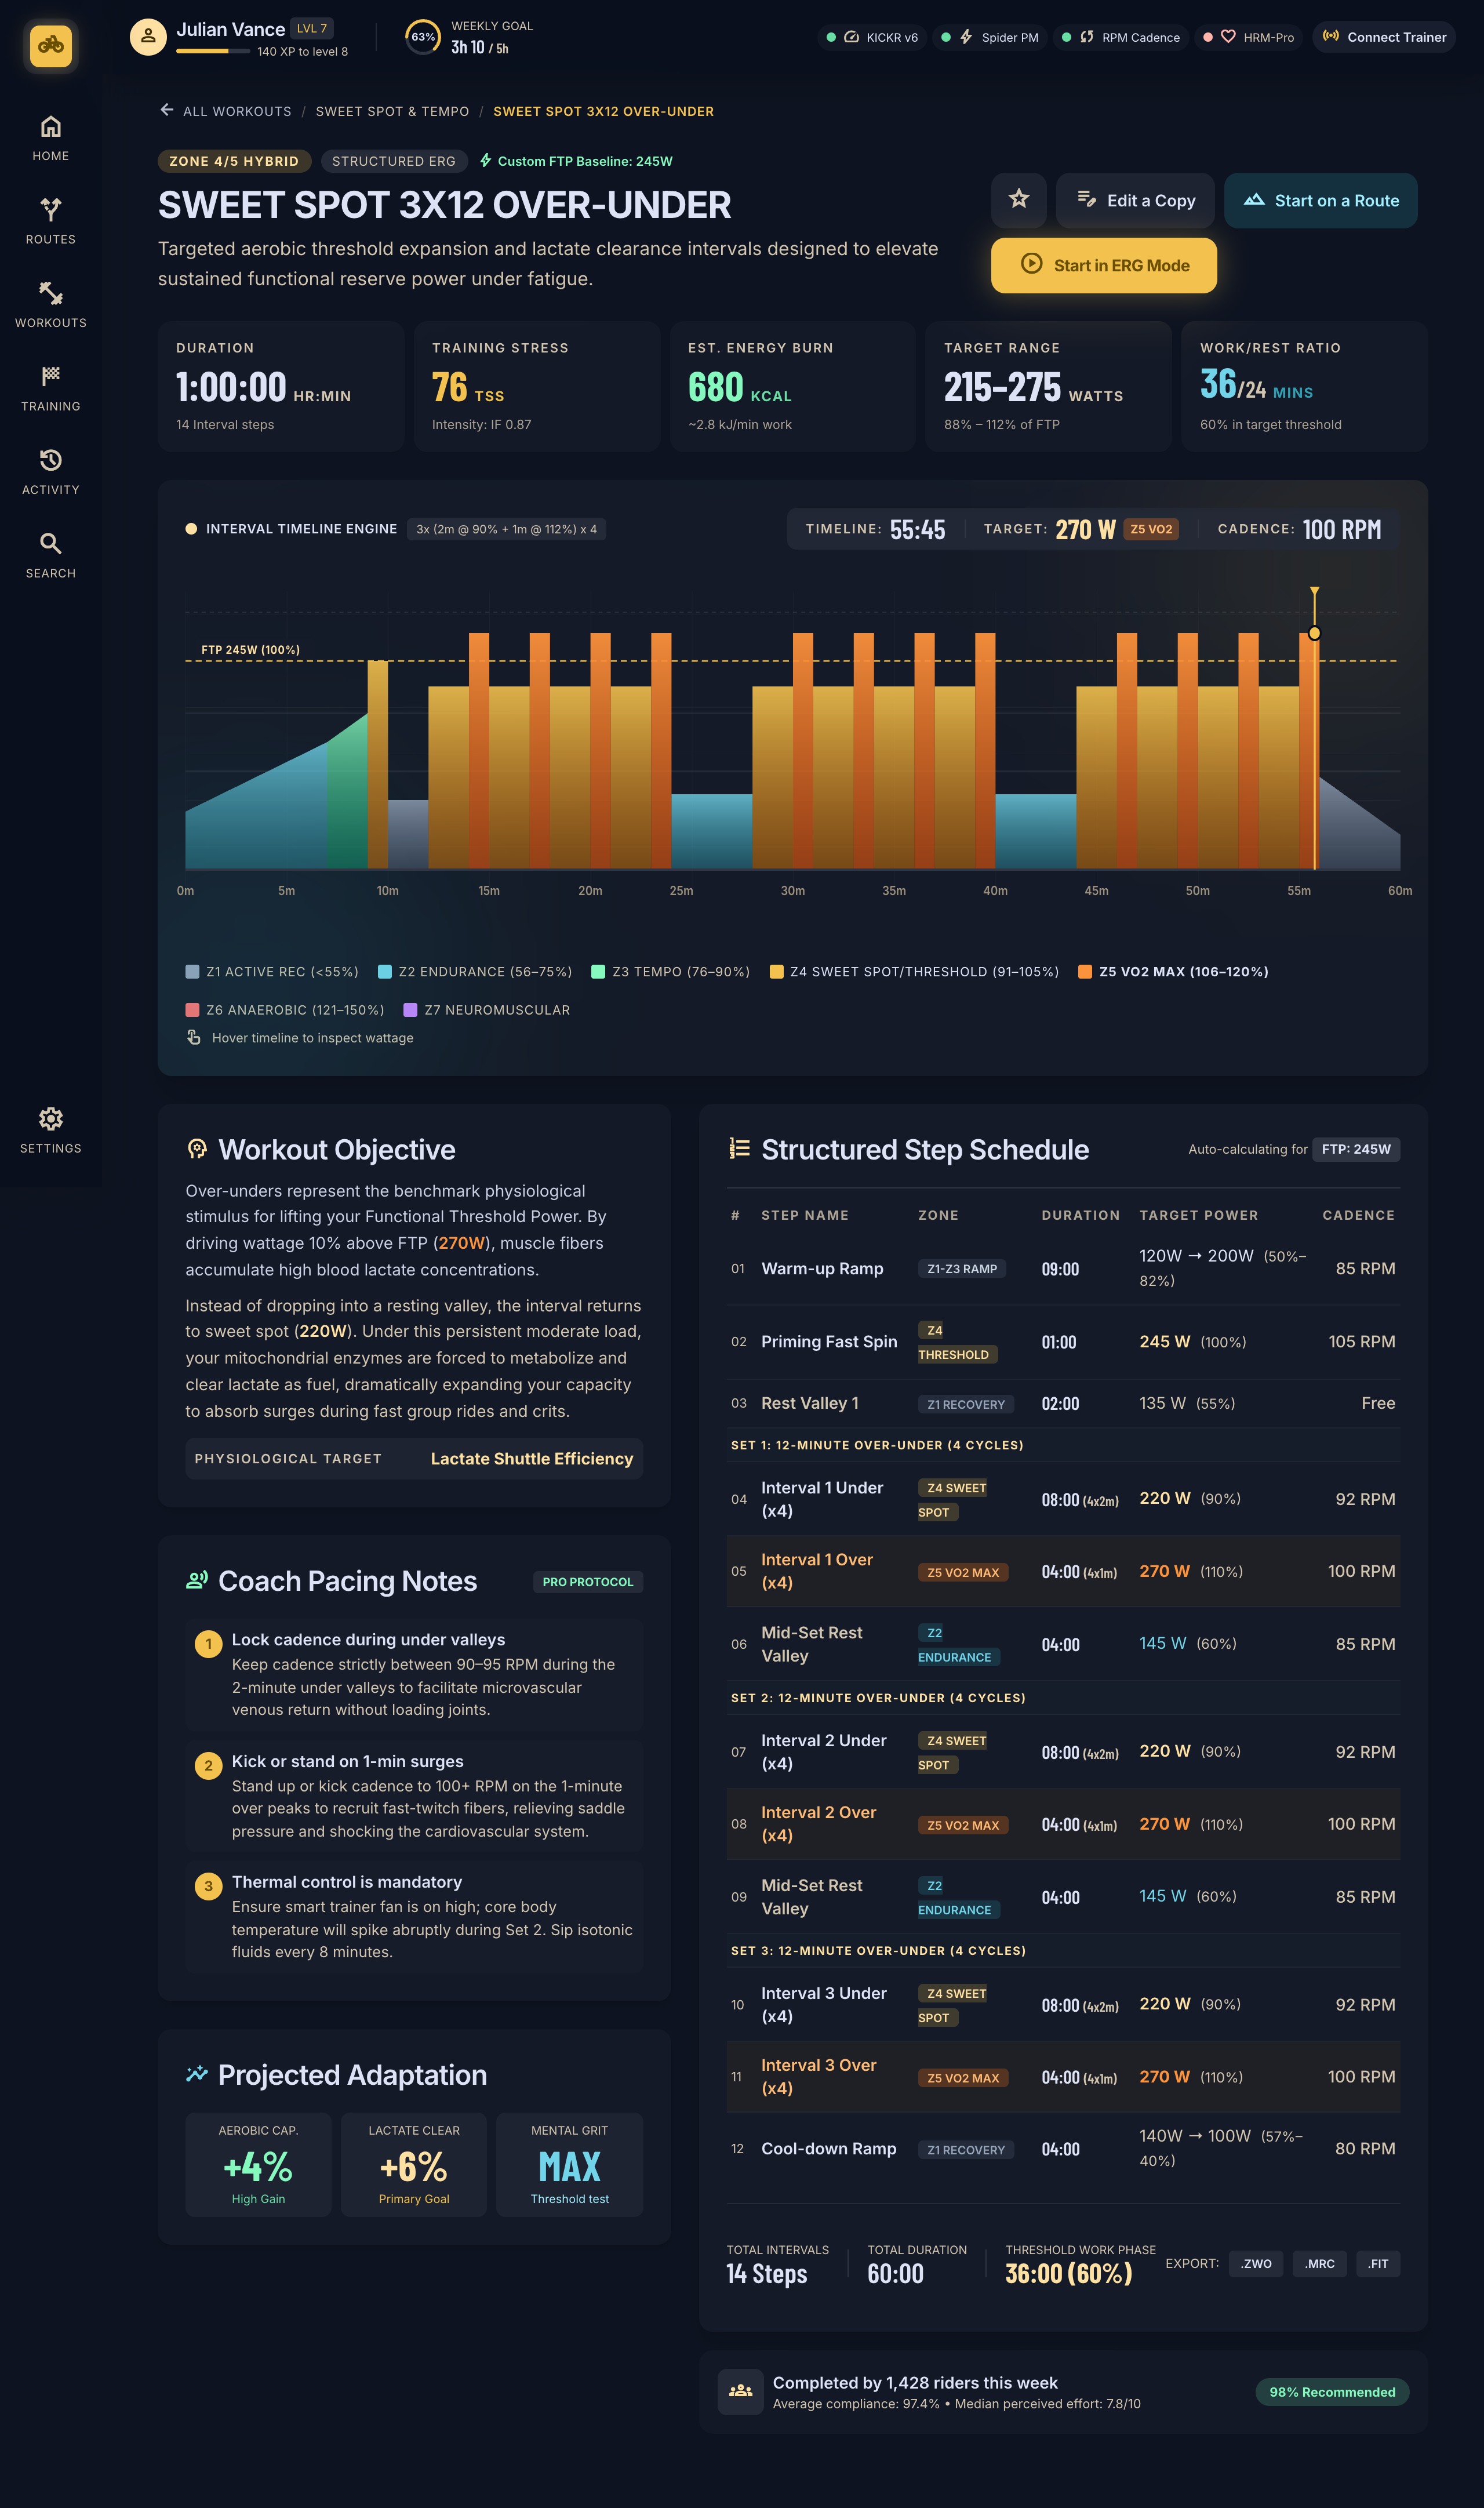 Julian Vance LVL 7
140 XP to level 8
63%
WEEKLY GOAL
3h 10 / 5h
KICKR v6
Spider PM
RPM Cadence
HRM-Pro
Connect Trainer
HOME
ROUTES
WORKOUTS
TRAINING
ACTIVITY
SEARCH
SETTINGS
ALL WORKOUTS / SWEET SPOT & TEMPO / SWEET SPOT 3X12 OVER-UNDER
ZONE 4/5 HYBRID STRUCTURED ERG Custom FTP Baseline: 245W
SWEET SPOT 3X12 OVER-UNDER
Targeted aerobic threshold expansion and lactate clearance intervals designed to elevate
sustained functional reserve power under fatigue.
Edit a Copy
Start on a Route
Start in ERG Mode
DURATION
1:00:00 HR:MIN
14 Interval steps
TRAINING STRESS
76 TSS
Intensity: IF 0.87
EST. ENERGY BURN
680 KCAL
~2.8 kJ/min work
TARGET RANGE
215–275 WATTS
88% – 112% of FTP
WORK/REST RATIO
36/24 MINS
60% in target threshold
INTERVAL TIMELINE ENGINE 3x (2m @ 90% + 1m @ 112%) x 4
TIMELINE: 55:45 TARGET: 270 W Z5 VO2 CADENCE: 100 RPM
FTP 245W (100%)
0m 5m 10m 15m 20m 25m 30m 35m 40m 45m 50m 55m 60m
Z1 ACTIVE REC (<55%) Z2 ENDURANCE (56–75%) Z3 TEMPO (76–90%) Z4 SWEET SPOT/THRESHOLD (91–105%) Z5 VO2 MAX (106–120%)
Z6 ANAEROBIC (121–150%) Z7 NEUROMUSCULAR
Hover timeline to inspect wattage
Workout Objective
Over-unders represent the benchmark physiological
stimulus for lifting your Functional Threshold Power. By
driving wattage 10% above FTP (270W), muscle fibers
accumulate high blood lactate concentrations.
Instead of dropping into a resting valley, the interval returns
to sweet spot (220W). Under this persistent moderate load,
your mitochondrial enzymes are forced to metabolize and
clear lactate as fuel, dramatically expanding your capacity
to absorb surges during fast group rides and crits.
PHYSIOLOGICAL TARGET Lactate Shuttle Efficiency
Coach Pacing Notes PRO PROTOCOL
1 Lock cadence during under valleys
Keep cadence strictly between 90–95 RPM during the
2-minute under valleys to facilitate microvascular
venous return without loading joints.
2 Kick or stand on 1-min surges
Stand up or kick cadence to 100+ RPM on the 1-minute
over peaks to recruit fast-twitch fibers, relieving saddle
pressure and shocking the cardiovascular system.
3 Thermal control is mandatory
Ensure smart trainer fan is on high; core body
temperature will spike abruptly during Set 2. Sip isotonic
fluids every 8 minutes.
Projected Adaptation
AEROBIC CAP.
+4%
High Gain
LACTATE CLEAR
+6%
Primary Goal
MENTAL GRIT
MAX
Threshold test
Structured Step Schedule Auto-calculating for FTP: 245W
# STEP NAME ZONE DURATION TARGET POWER CADENCE
01 Warm-up Ramp Z1-Z3 RAMP 09:00 120W → 200W (50%–
82%) 85 RPM
02 Priming Fast Spin Z4
THRESHOLD 01:00 245 W (100%) 105 RPM
03 Rest Valley 1 Z1 RECOVERY 02:00 135 W (55%) Free
SET 1: 12-MINUTE OVER-UNDER (4 CYCLES)
04 Interval 1 Under
(x4) Z4 SWEET
SPOT 08:00 (4x2m) 220 W (90%) 92 RPM
05 Interval 1 Over
(x4) Z5 VO2 MAX 04:00 (4x1m) 270 W (110%) 100 RPM
06 Mid-Set Rest
Valley Z2
ENDURANCE 04:00 145 W (60%) 85 RPM
SET 2: 12-MINUTE OVER-UNDER (4 CYCLES)
07 Interval 2 Under
(x4) Z4 SWEET
SPOT 08:00 (4x2m) 220 W (90%) 92 RPM
08 Interval 2 Over
(x4) Z5 VO2 MAX 04:00 (4x1m) 270 W (110%) 100 RPM
09 Mid-Set Rest
Valley Z2
ENDURANCE 04:00 145 W (60%) 85 RPM
SET 3: 12-MINUTE OVER-UNDER (4 CYCLES)
10 Interval 3 Under
(x4) Z4 SWEET
SPOT 08:00 (4x2m) 220 W (90%) 92 RPM
11 Interval 3 Over
(x4) Z5 VO2 MAX 04:00 (4x1m) 270 W (110%) 100 RPM
12 Cool-down Ramp Z1 RECOVERY 04:00 140W → 100W (57%–
40%) 80 RPM
TOTAL INTERVALS
14 Steps
TOTAL DURATION
60:00
THRESHOLD WORK PHASE
36:00 (60%)
EXPORT: .ZWO .MRC .FIT
Completed by 1,428 riders this week
Average compliance: 97.4% • Median perceived effort: 7.8/10
98% Recommended